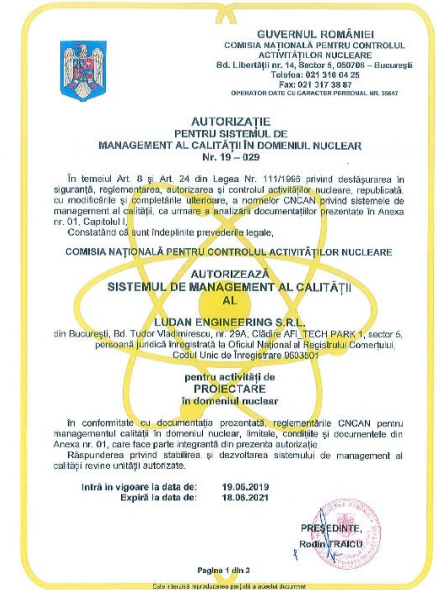 GUVERNUL ROMÂNIEI
COMISIA NAȚIONALĂ PENTRU CONTROLUL
ACTIVITĂȚILOR NUCLEARE
Bd. Libertății nr. 14, Sector 5, 050706 – București
Telefon: 021 316 04 25
Fax: 021 317 38 87
OPERATOR DATE CU CARACTER PERSONAL NR. 35647
AUTORIZAȚIE
PENTRU SISTEMUL DE
MANAGEMENT AL CALITĂȚII ÎN DOMENIUL NUCLEAR
Nr. 19 – 029
În temeiul Art. 8 și Art. 24 din Legea Nr. 111/1996 privind desfășurarea în
siguranță, reglementarea, autorizarea și controlul activităților nucleare, republicată,
cu modificările și completările ulterioare, a normelor CNCAN privind sistemele de
management al calității, ca urmare a analizării documentațiilor prezentate în Anexa
nr. 01, Capitolul I,
Constatând că sunt îndeplinite prevederile legale,
COMISIA NAȚIONALĂ PENTRU CONTROLUL ACTIVITĂȚILOR NUCLEARE
AUTORIZEAZĂ
SISTEMUL DE MANAGEMENT AL CALITĂȚII
AL
LUDAN ENGINEERING S.R.L.
din București, Bd. Tudor Vladimirescu, nr. 29A, Clădire AFI_TECH PARK 1, sector 5,
persoană juridică înregistrată la Oficiul Național al Registrului Comerțului,
Codul Unic de Înregistrare 9603501
pentru activități de
PROIECTARE
în domeniul nuclear
în conformitate cu documentația prezentată, reglementările CNCAN pentru
managementul calității în domeniul nuclear, limitele, condițiile și documentele din
Anexa nr. 01, care face parte integrantă din prezenta autorizație.
Răspunderea privind stabilirea și dezvoltarea sistemului de management al
calității revine unității autorizate.
Intră în vigoare la data de: 19.06.2019
Expiră la data de: 18.06.2021
PREȘEDINTE,
Rodin TRAICU
Pagina 1 din 3
Este interzisă reproducerea parțială a acestui document